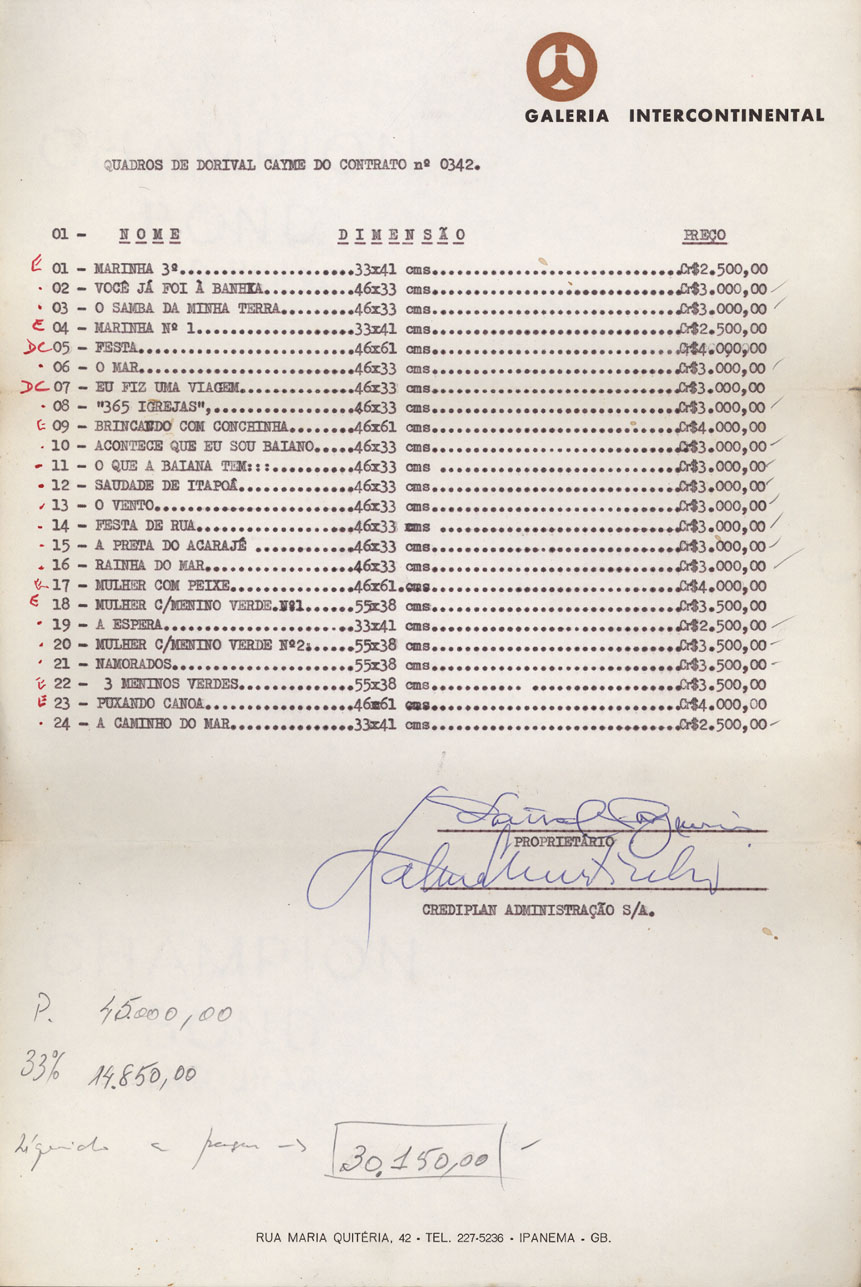 GALERIA INTERCONTINENTAL
QUADROS DE DORIVAL CAYME DO CONTRATO nº 0342.
01 - N O M E D I M E N S Ã O PREÇO
E 01 - MARINHA 3º....................33x41 cms.............................Cr$2.500,00
· 02 - VOCÊ JÁ FOI À BANHIA..........46x33 cms.............................Cr$3.000,00
· 03 - O SAMBA DA MINHA TERRA........46x33 cms.............................Cr$3.000,00
E 04 - MARINHA Nº 1..................33x41 cms.............................Cr$2.500,00
DC 05 - FESTA.........................46x61 cms.............................Cr$4.000,00
· 06 - O MAR.........................46x33 cms.............................Cr$3.000,00
DC 07 - EU FIZ UMA VIAGEM.............46x33 cms.............................Cr$3.000,00
· 08 - "365 IGREJAS",................46x33 cms.............................Cr$3.000,00
E 09 - BRINCANDO COM CONCHINHA.......46x61 cms.............................Cr$4.000,00
· 10 - ACONTECE QUE EU SOU BAIANO.....46x33 cms.............................Cr$3.000,00
- 11 - O QUE A BAIANA TEM:::.........46x33 cms ............................Cr$3.000,00
· 12 - SAUDADE DE ITAPOÃ.............46x33 cms.............................Cr$3.000,00
· 13 - O VENTO.......................46x33 cms.............................Cr$3.000,00
- 14 - FESTA DE RUA..................46x33 cms ............................Cr$3.000,00
- 15 - A PRETA DO ACARAJÊ ...........46x33 cms.............................Cr$3.000,00
· 16 - RAINHA DO MAR.................46x33 cms.............................Cr$3.000,00
E 17 - MULHER COM PEIXE..............46x61.cms.............................Cr$4.000,00
E 18 - MULHER C/MENINO VERDE.Nº1......55x38 cms.............................Cr$3.500,00
· 19 - A ESPERA......................33x41 cms.............................Cr$2.500,00
· 20 - MULHER C/MENINO VERDE Nº2:.....55x38 cms.............................Cr$3.500,00
· 21 - NAMORADOS.....................55x38 cms.............................Cr$3.500,00
E 22 - 3 MENINOS VERDES..............55x38 cms........... .................Cr$3.500,00
E 23 - PUXANDO CANOA.................46x61 cms.............................Cr$4.000,00
· 24 - A CAMINHO DO MAR..............33x41 cms.............................Cr$2.500,00
PROPRIETÁRIO
CREDIPLAN ADMINISTRAÇÃO S/A.
P. 45.000,00
33% 14.850,00
Líquido a pagar → 30.150,00
RUA MARIA QUITÉRIA, 42 - TEL. 227-5236 - IPANEMA - GB.